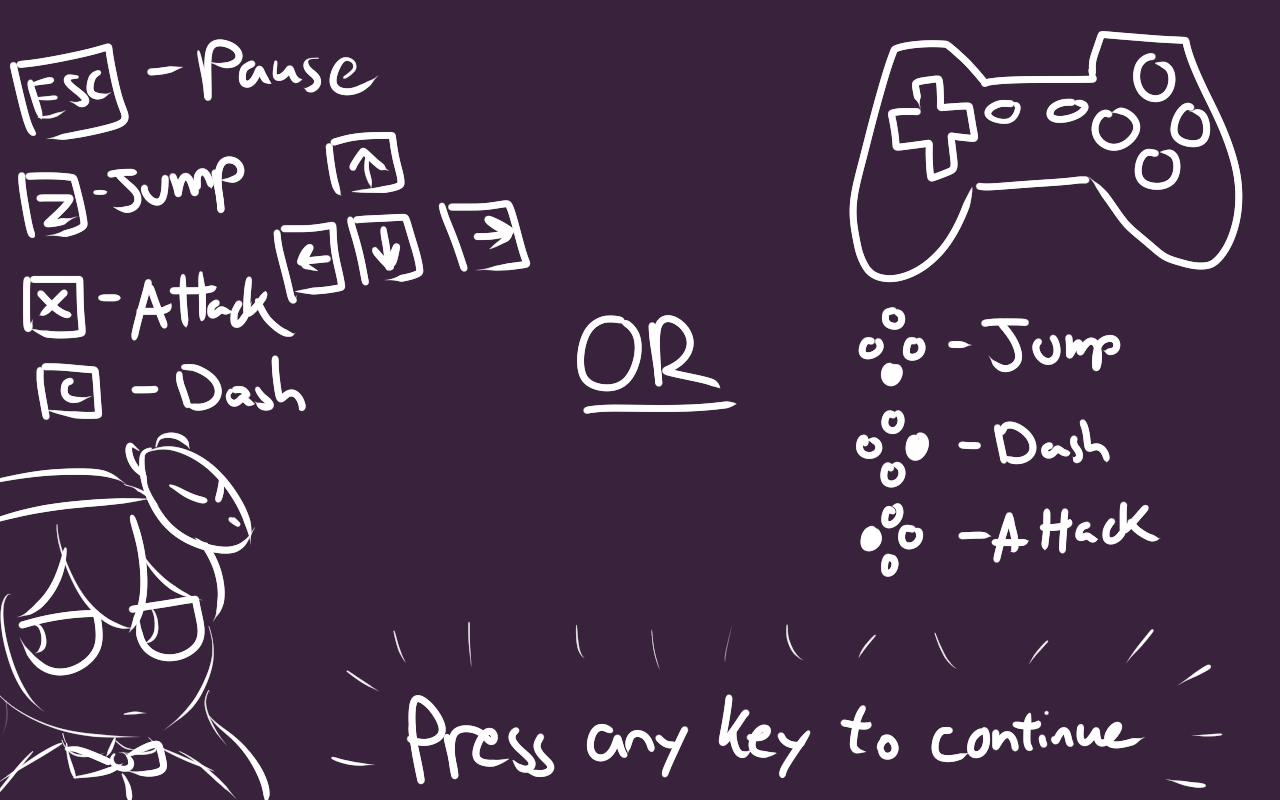 ESC - Pause
Z - Jump
X - Attack
C - Dash
↑
← ↓ →
OR
- Jump
- Dash
- Attack
Press any key to continue